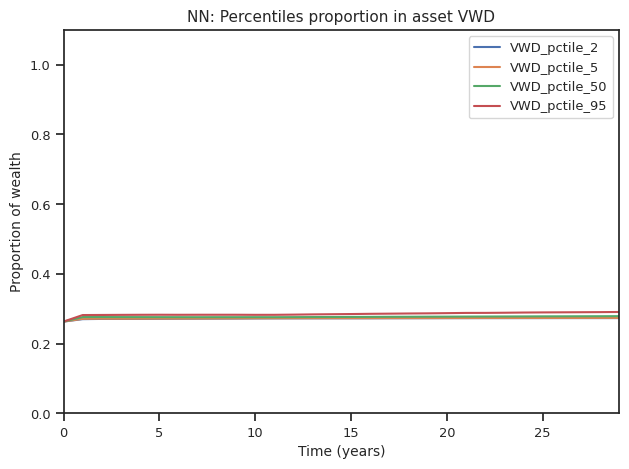 NN: Percentiles proportion in asset VWD
VWD_pctile_2
VWD_pctile_5
VWD_pctile_50
VWD_pctile_95
Proportion of wealth
1.0
0.8
0.6
0.4
0.2
0.0
0 5 10 15 20 25
Time (years)